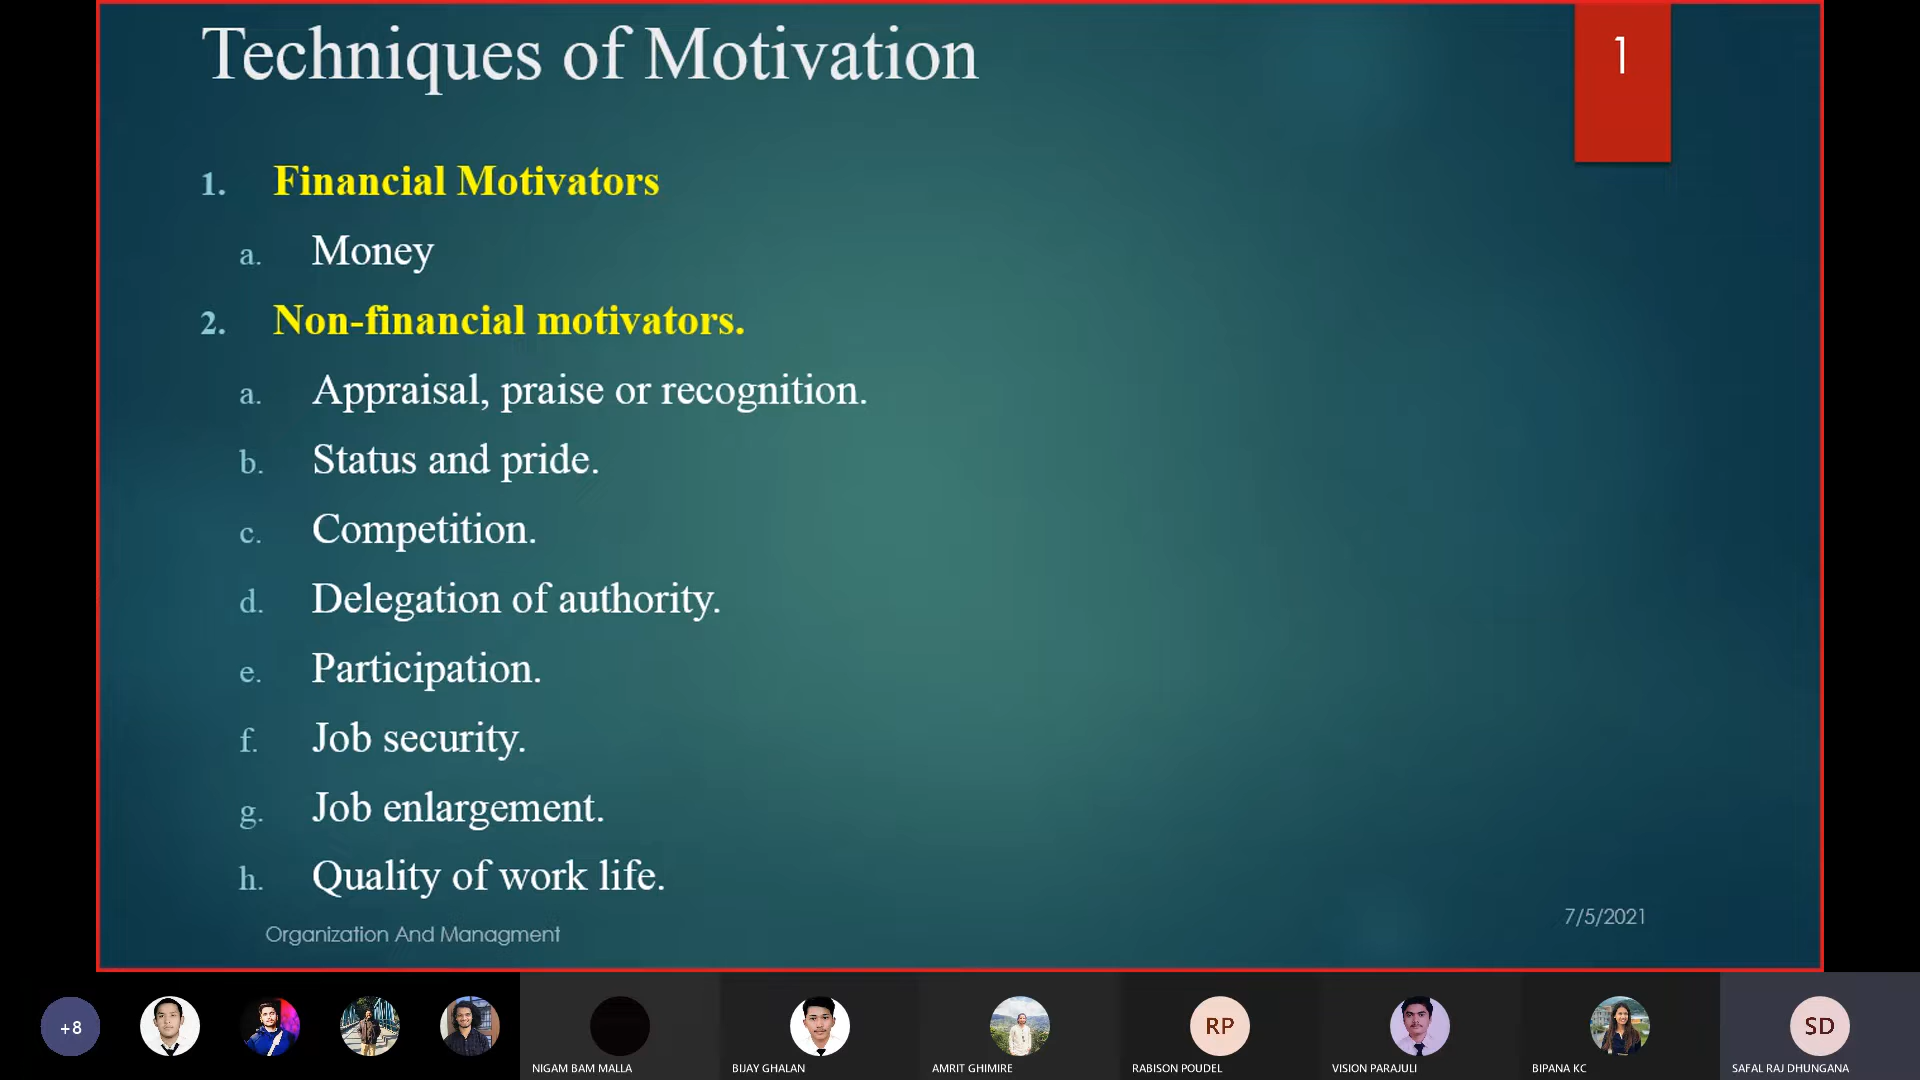 Techniques of Motivation
1
1. Financial Motivators
a. Money
2. Non-financial motivators.
a. Appraisal, praise or recognition.
b. Status and pride.
c. Competition.
d. Delegation of authority.
e. Participation.
f. Job security.
g. Job enlargement.
h. Quality of work life.
7/5/2021
Organization And Managment
+8
RP
SD
NIGAM BAM MALLA
BIJAY GHALAN
AMRIT GHIMIRE
RABISON POUDEL
VISION PARAJULI
BIPANA KC
SAFAL RAJ DHUNGANA